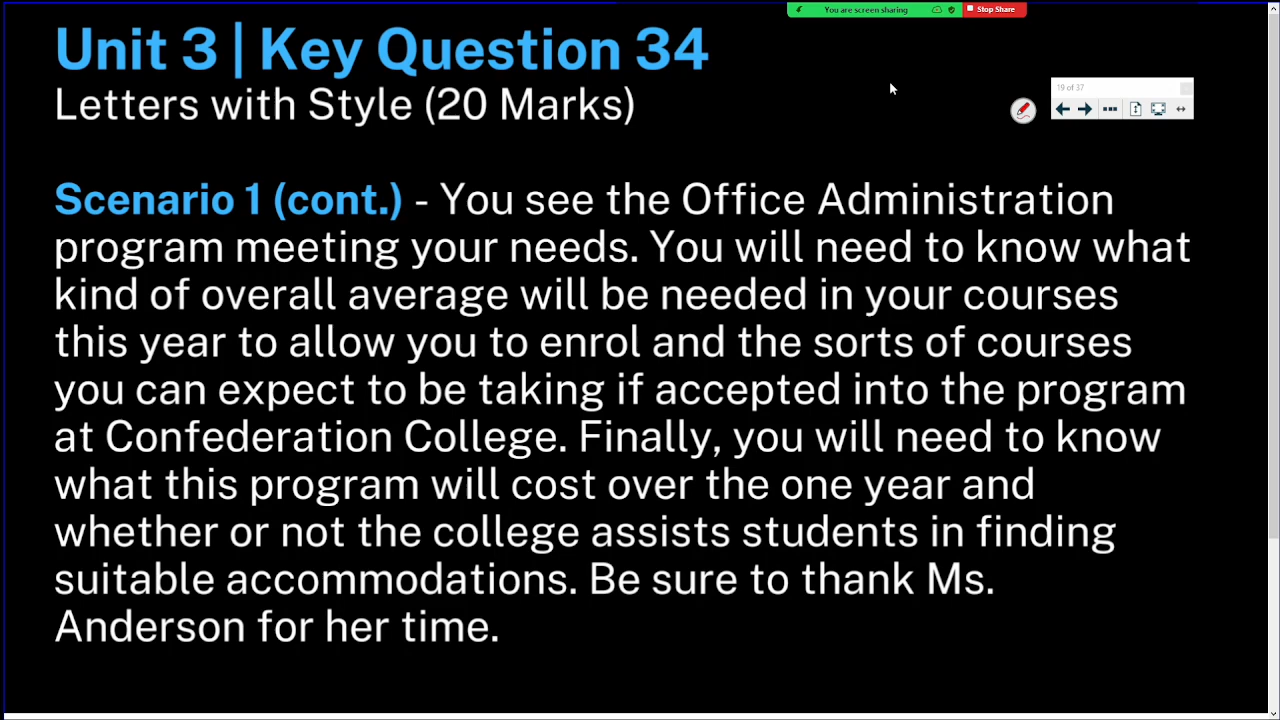 You are screen sharing
Stop Share
Unit 3 | Key Question 34
Letters with Style (20 Marks)
19 of 37
Scenario 1 (cont.) - You see the Office Administration
program meeting your needs. You will need to know what
kind of overall average will be needed in your courses
this year to allow you to enrol and the sorts of courses
you can expect to be taking if accepted into the program
at Confederation College. Finally, you will need to know
what this program will cost over the one year and
whether or not the college assists students in finding
suitable accommodations. Be sure to thank Ms.
Anderson for her time.